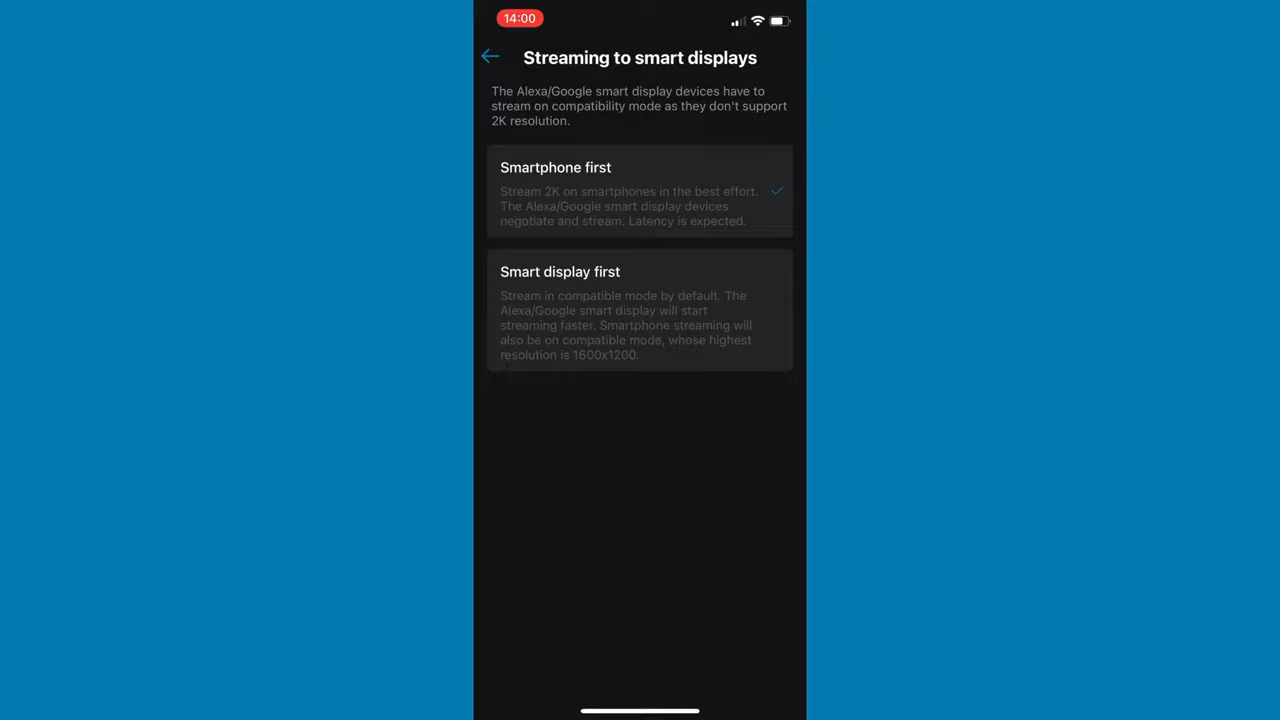 14:00
Streaming to smart displays
The Alexa/Google smart display devices have to
stream on compatibility mode as they don't support
2K resolution.
Smartphone first
Stream 2K on smartphones in the best effort.
The Alexa/Google smart display devices
negotiate and stream. Latency is expected.
Smart display first
Stream in compatible mode by default. The
Alexa/Google smart display will start
streaming faster. Smartphone streaming will
also be on compatible mode, whose highest
resolution is 1600x1200.